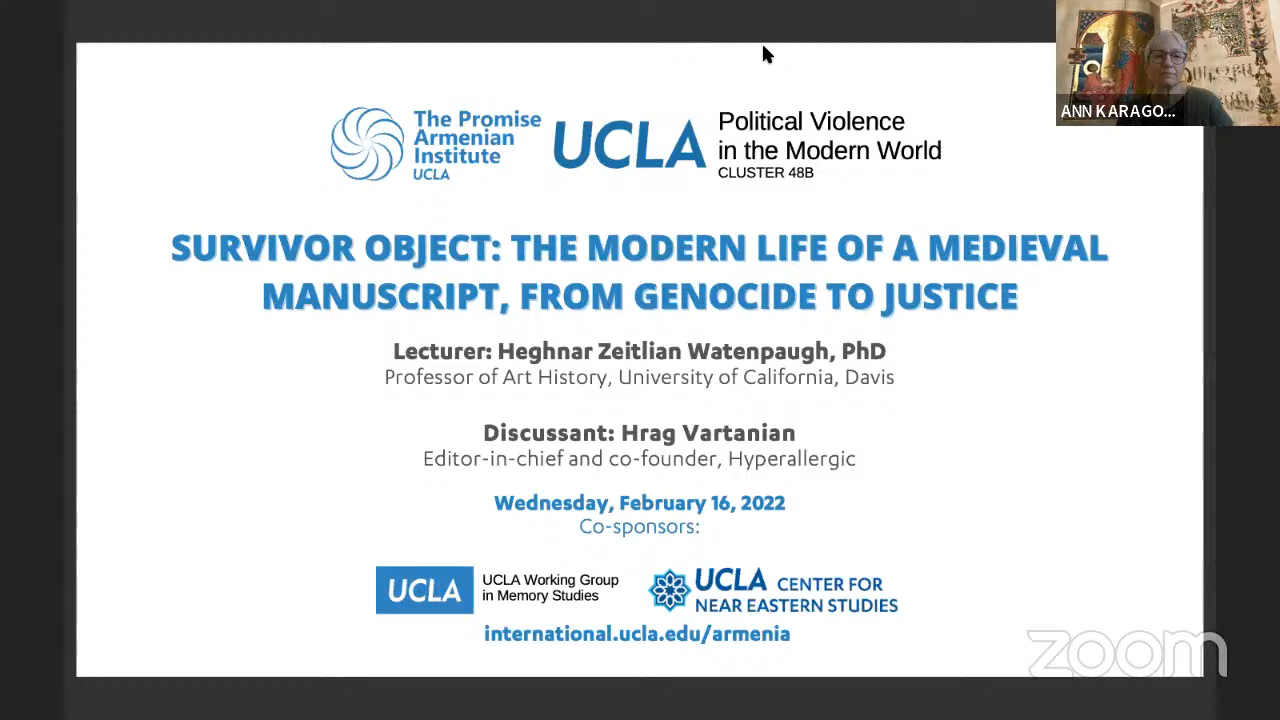 The Promise
Armenian
Institute
UCLA
UCLA
Political Violence
in the Modern World
CLUSTER 48B
ANN KARAGO...
SURVIVOR OBJECT: THE MODERN LIFE OF A MEDIEVAL
MANUSCRIPT, FROM GENOCIDE TO JUSTICE
Lecturer: Heghnar Zeitlian Watenpaugh, PhD
Professor of Art History, University of California, Davis
Discussant: Hrag Vartanian
Editor-in-chief and co-founder, Hyperallergic
Wednesday, February 16, 2022
Co-sponsors:
UCLA
UCLA Working Group
in Memory Studies
UCLA CENTER FOR
NEAR EASTERN STUDIES
international.ucla.edu/armenia
zoom